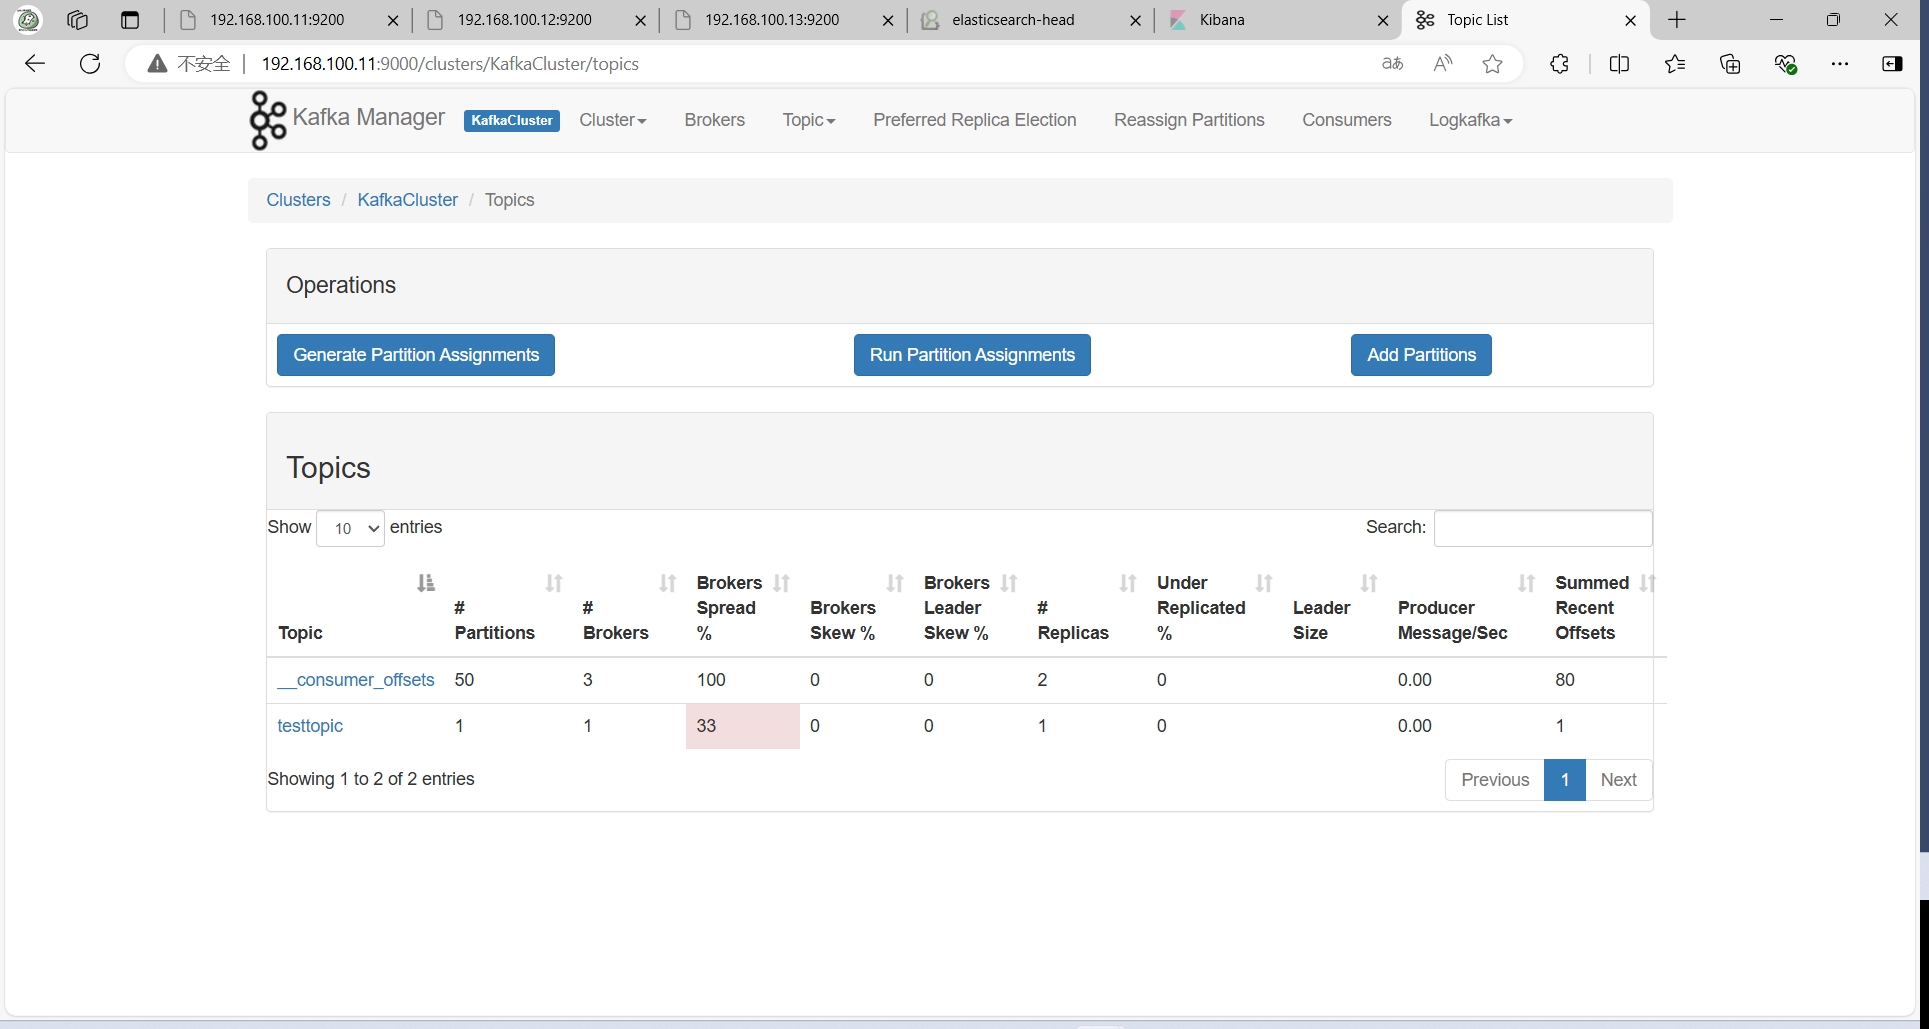 192.168.100.11:9200
192.168.100.12:9200
192.168.100.13:9200
elasticsearch-head
Kibana
Topic List
不安全
192.168.100.11:9000/clusters/KafkaCluster/topics
aあ
Kafka Manager
KafkaCluster
Cluster
Brokers
Topic
Preferred Replica Election
Reassign Partitions
Consumers
Logkafka
Clusters / KafkaCluster / Topics
Operations
Generate Partition Assignments
Run Partition Assignments
Add Partitions
Topics
Show 10 entries
Search:
Topic
# Partitions
# Brokers
Brokers Spread %
Brokers Skew %
Brokers Leader Skew %
# Replicas
Under Replicated %
Leader Size
Producer Message/Sec
Summed Recent Offsets
__consumer_offsets 50 3 100 0 0 2 0 0.00 80
testtopic 1 1 33 0 0 1 0 0.00 1
Showing 1 to 2 of 2 entries
Previous 1 Next